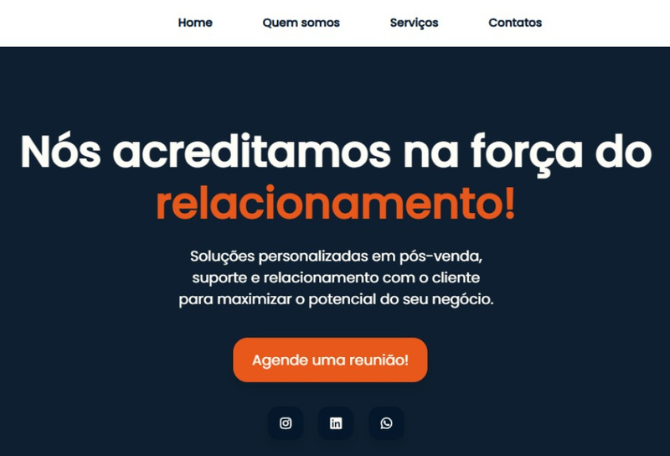 Home Quem somos Serviços Contatos
Nós acreditamos na força do
relacionamento!
Soluções personalizadas em pós-venda,
suporte e relacionamento com o cliente
para maximizar o potencial do seu negócio.
Agende uma reunião!